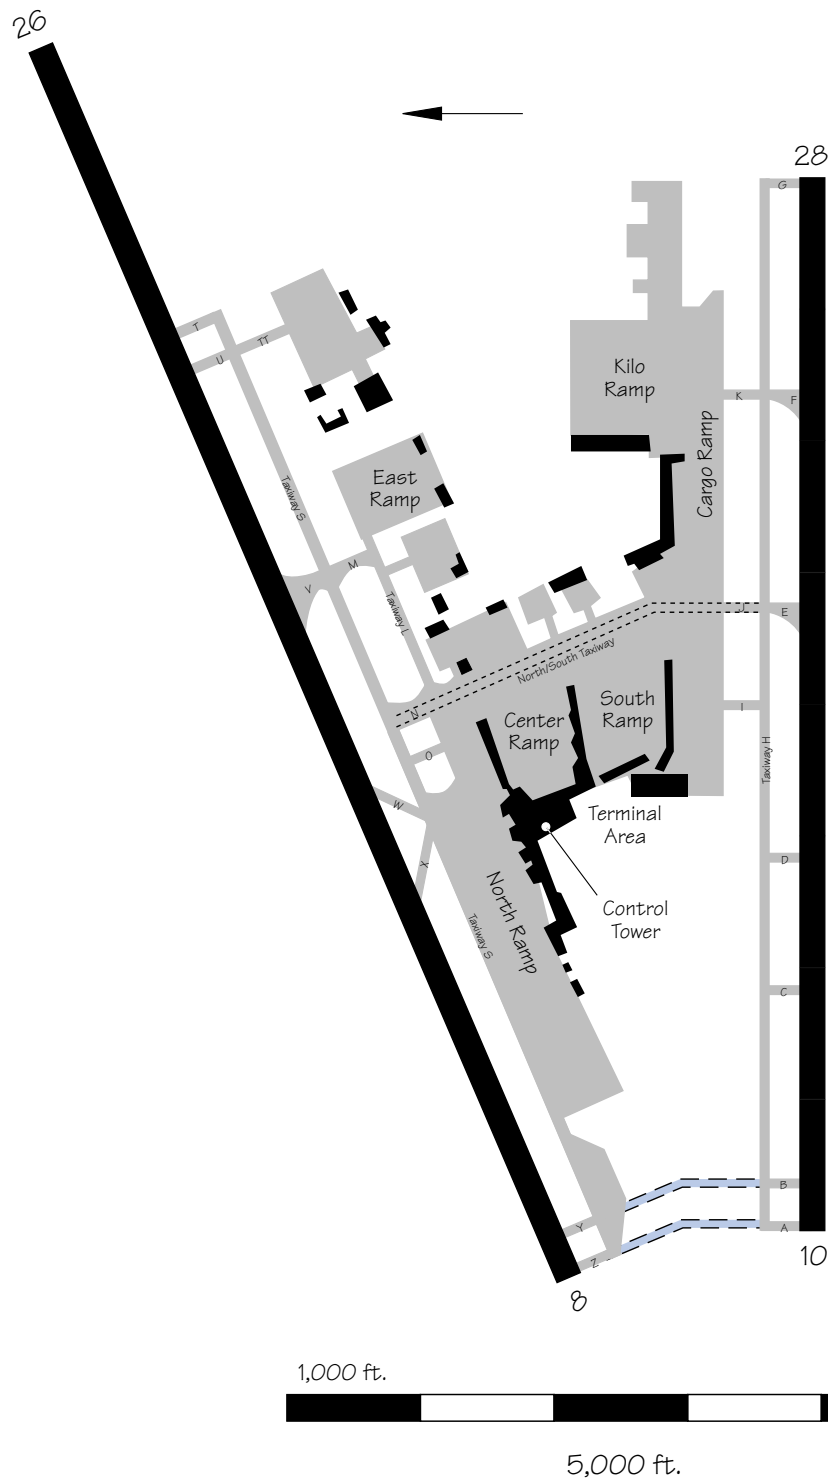 26
28
G
T
U
TT
Kilo
Ramp
K
F
Cargo Ramp
East
Ramp
Taxiway S
M
V
Taxiway L
J
E
North/South Taxiway
N
South
Ramp
Center
Ramp
I
O
Taxiway H
W
Terminal
Area
X
D
North Ramp
Control
Tower
Taxiway S
C
B
Y
A
Z
10
8
1,000 ft.
5,000 ft.